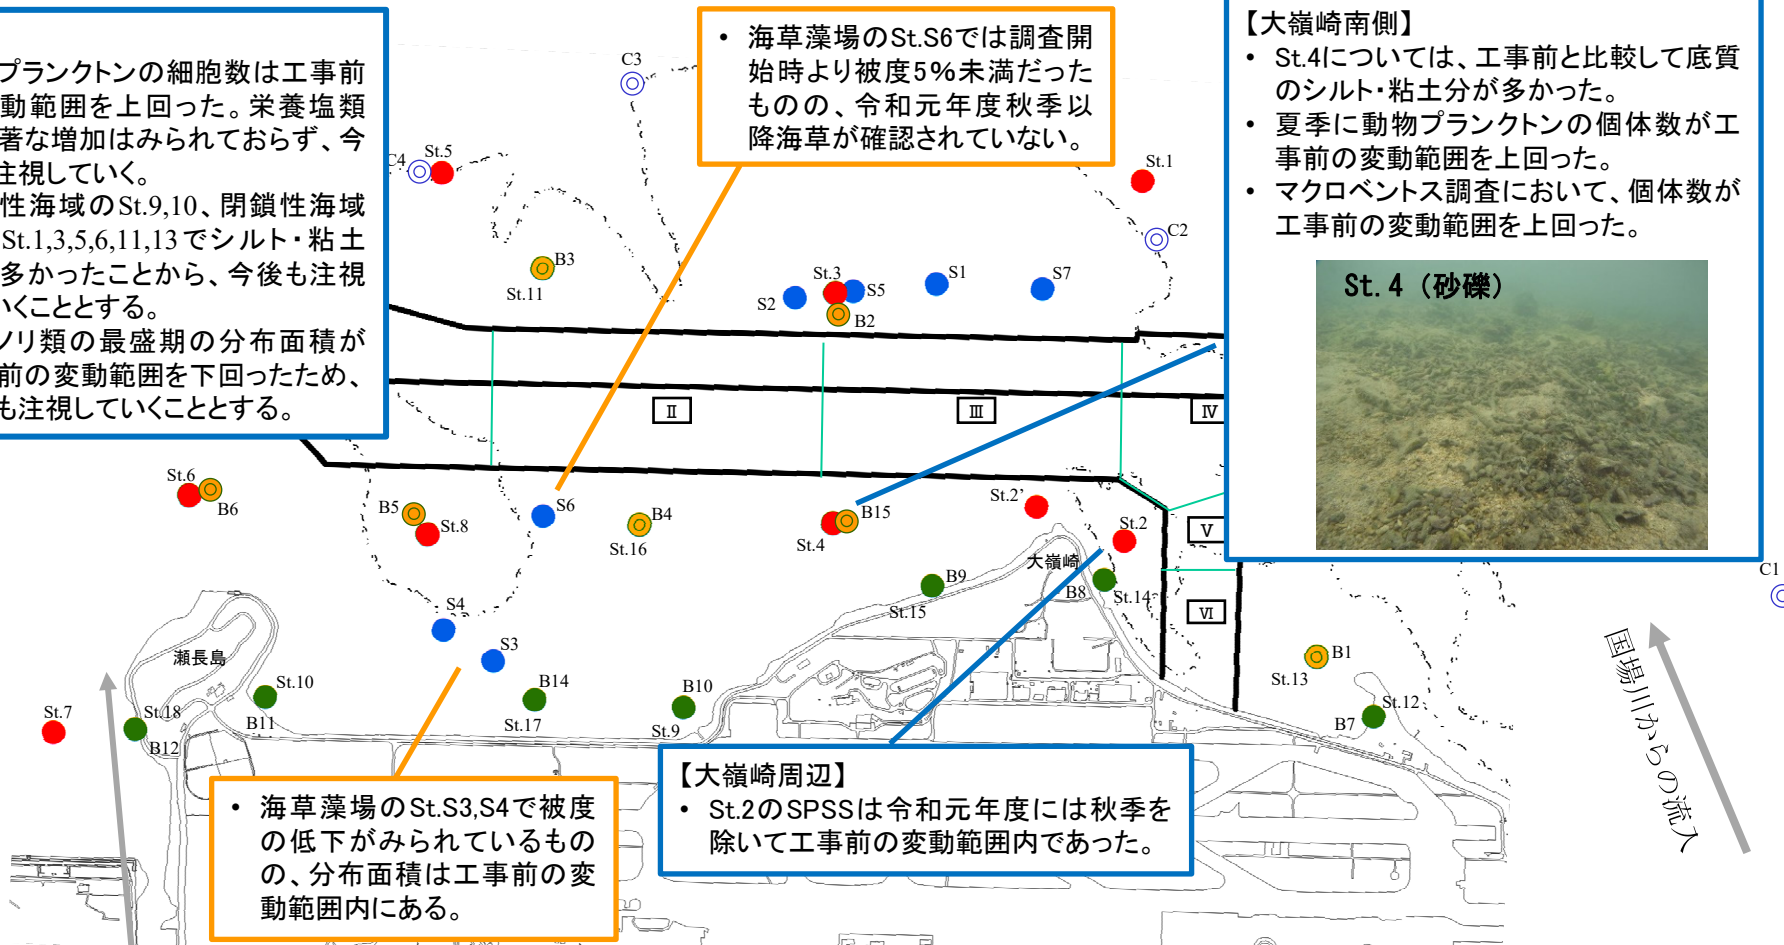 プランクトンの細胞数は工事前
動範囲を上回った。栄養塩類
著な増加はみられておらず、今
注視していく。
性海域のSt.9,10、閉鎖性海域
St.1,3,5,6,11,13でシルト・粘土
多かったことから、今後も注視
いくこととする。
ノリ類の最盛期の分布面積が
前の変動範囲を下回ったため、
も注視していくこととする。
• 海草藻場のSt.S6では調査開
始時より被度5%未満だった
ものの、令和元年度秋季以
降海草が確認されていない。
【大嶺崎南側】
• St.4については、工事前と比較して底質
のシルト・粘土分が多かった。
• 夏季に動物プランクトンの個体数が工
事前の変動範囲を上回った。
• マクロベントス調査において、個体数が
工事前の変動範囲を上回った。
St.4（砂礫）
C3
C4
St.5
St.1
C2
B3
St.11
St.3
S5
S1
S7
S2
B2
Ⅱ
Ⅲ
Ⅳ
St.6
B6
B5
St.8
S6
B4
St.16
B15
St.4
St.2'
St.2
Ⅴ
大嶺崎
B9
St.15
B8
St.14
Ⅵ
C1
S4
S3
瀬長島
St.10
B11
B14
St.17
B10
St.9
B1
St.13
St.12
B7
St.7
St.18
B12
国場川からの流入
• 海草藻場のSt.S3,S4で被度
の低下がみられているもの
の、分布面積は工事前の変
動範囲内にある。
【大嶺崎周辺】
• St.2のSPSSは令和元年度には秋季を
除いて工事前の変動範囲内であった。